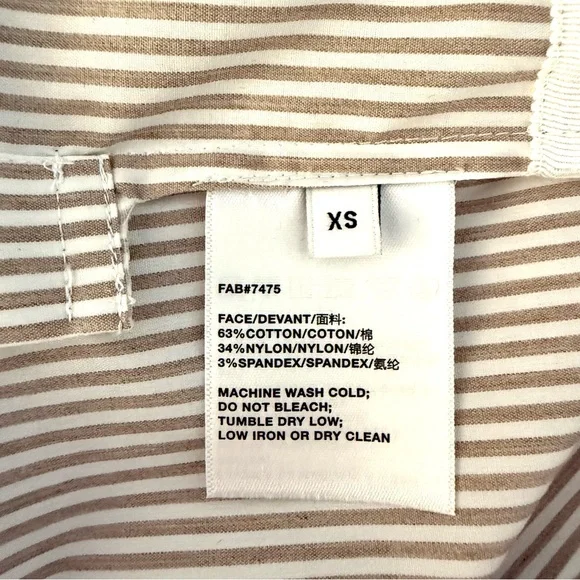 XS
FAB#7475
FACE/DEVANT/面料:
63%COTTON/COTON/棉
34%NYLON/NYLON/锦纶
3%SPANDEX/SPANDEX/氨纶
MACHINE WASH COLD;
DO NOT BLEACH;
TUMBLE DRY LOW;
LOW IRON OR DRY CLEAN